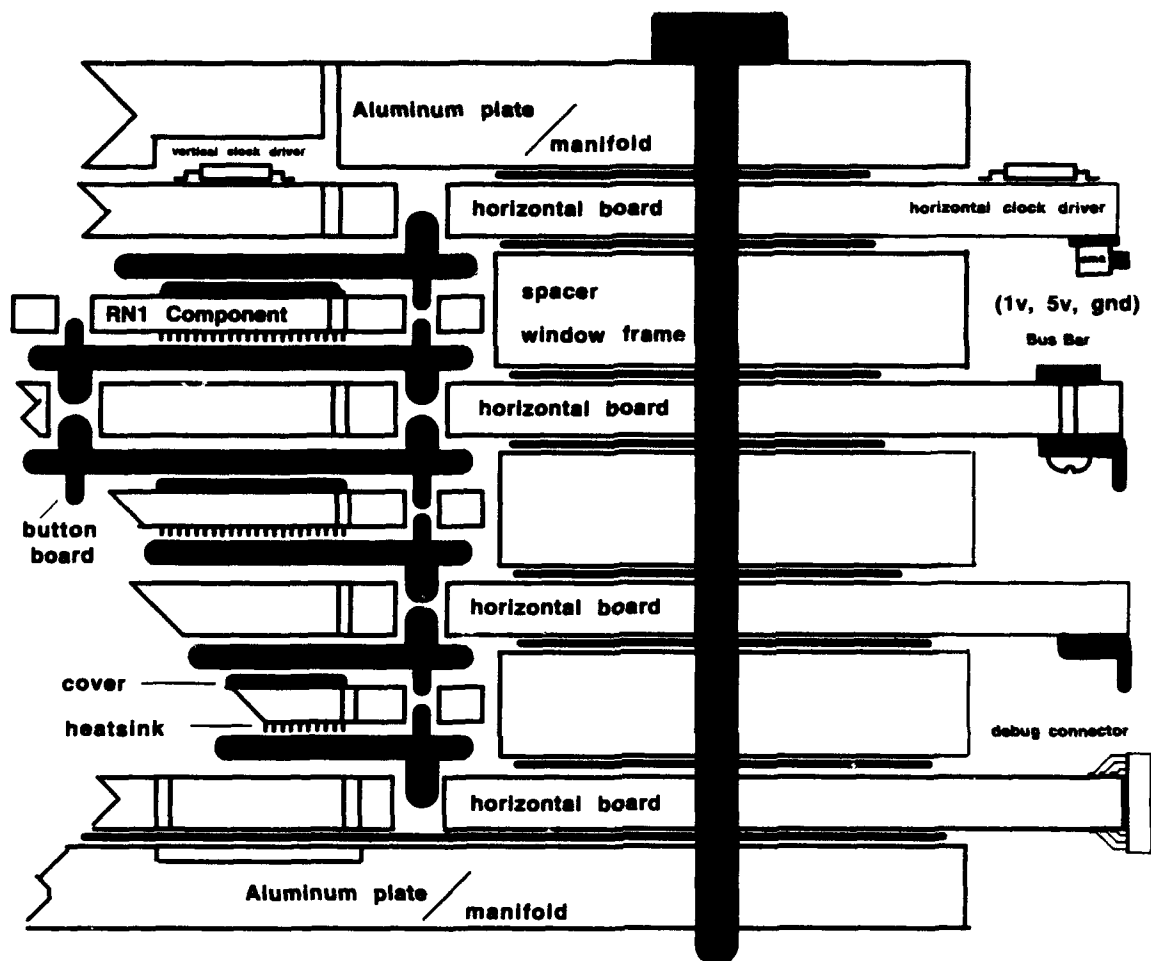 Aluminum plate
manifold
vertical clock driver
horizontal board
horizontal clock driver
sma
RN1 Component
spacer
window frame
(1v, 5v, gnd)
Bus Bar
horizontal board
button
board
horizontal board
cover
heatsink
debug connector
horizontal board
Aluminum plate
manifold